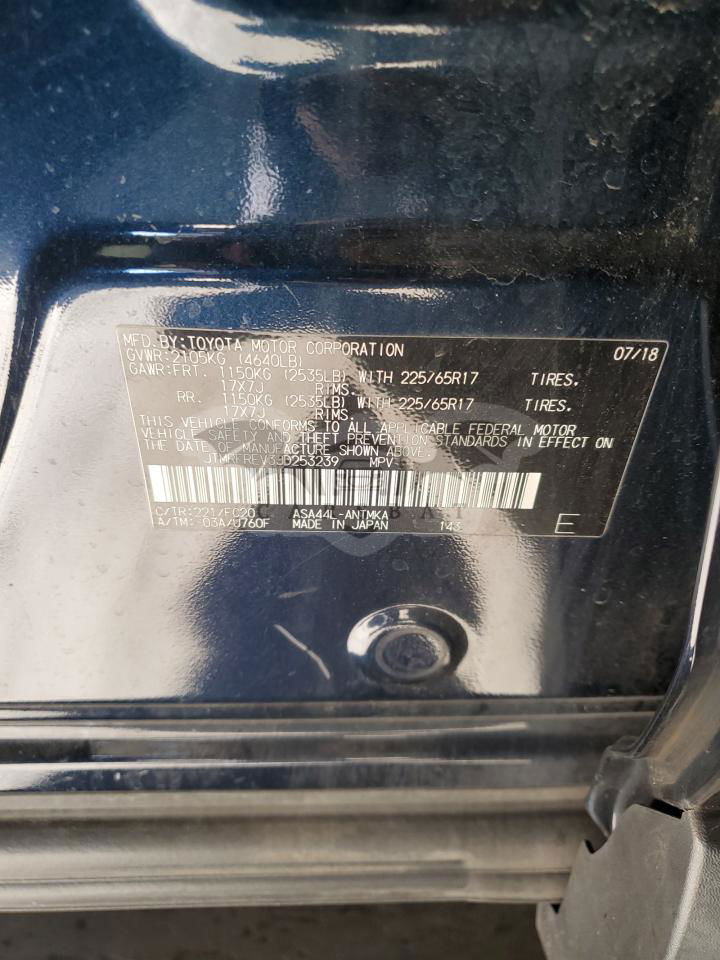 MFD.BY:TOYOTA MOTOR CORPORATION 07/18
GVWR:2105KG (4640LB)
GAWR:FRT. 1150KG (2535LB) WITH 225/65R17 TIRES.
17X7J RIMS.
RR. 1150KG (2535LB) WITH 225/65R17 TIRES.
17X7J RIMS.
THIS VEHICLE CONFORMS TO ALL APPLICABLE FEDERAL MOTOR
VEHICLE SAFETY AND THEFT PREVENTION STANDARDS IN EFFECT ON
THE DATE OF MANUFACTURE SHOWN ABOVE.
MPV
C/TR:221/FC20 ASA44L-ANTMKA
A/TM:-03A/U760F MADE IN JAPAN 143 E